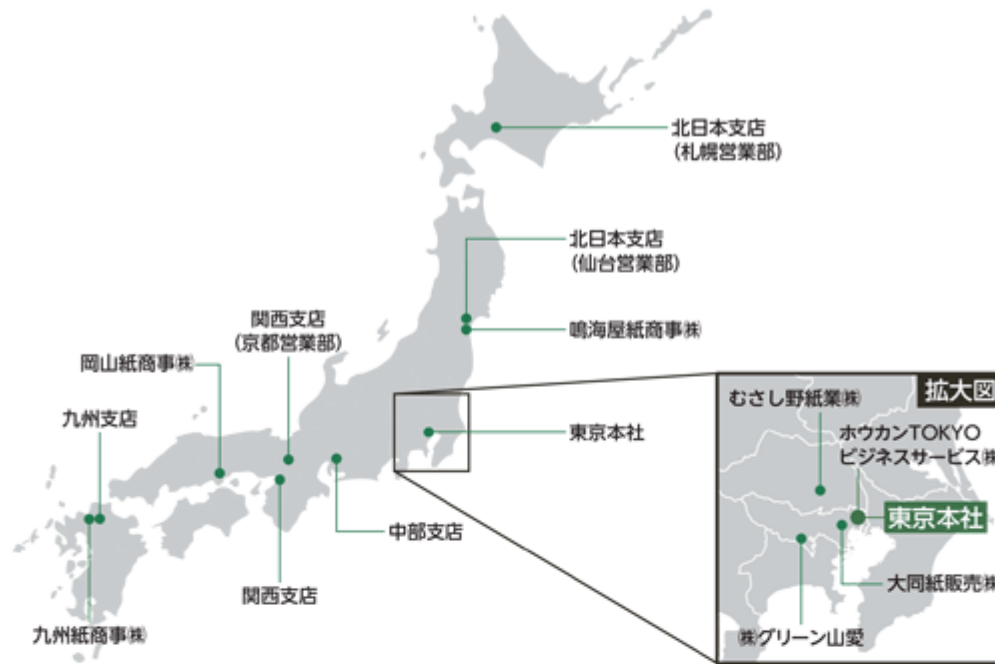 北日本支店
(札幌営業部)
北日本支店
(仙台営業部)
鳴海屋紙商事㈱
関西支店
(京都営業部)
岡山紙商事㈱
九州支店
東京本社
中部支店
関西支店
九州紙商事㈱
拡大図
むさし野紙業㈱
ホウカンTOKYO
ビジネスサービス㈱
東京本社
大同紙販売㈱
㈱グリーン山愛